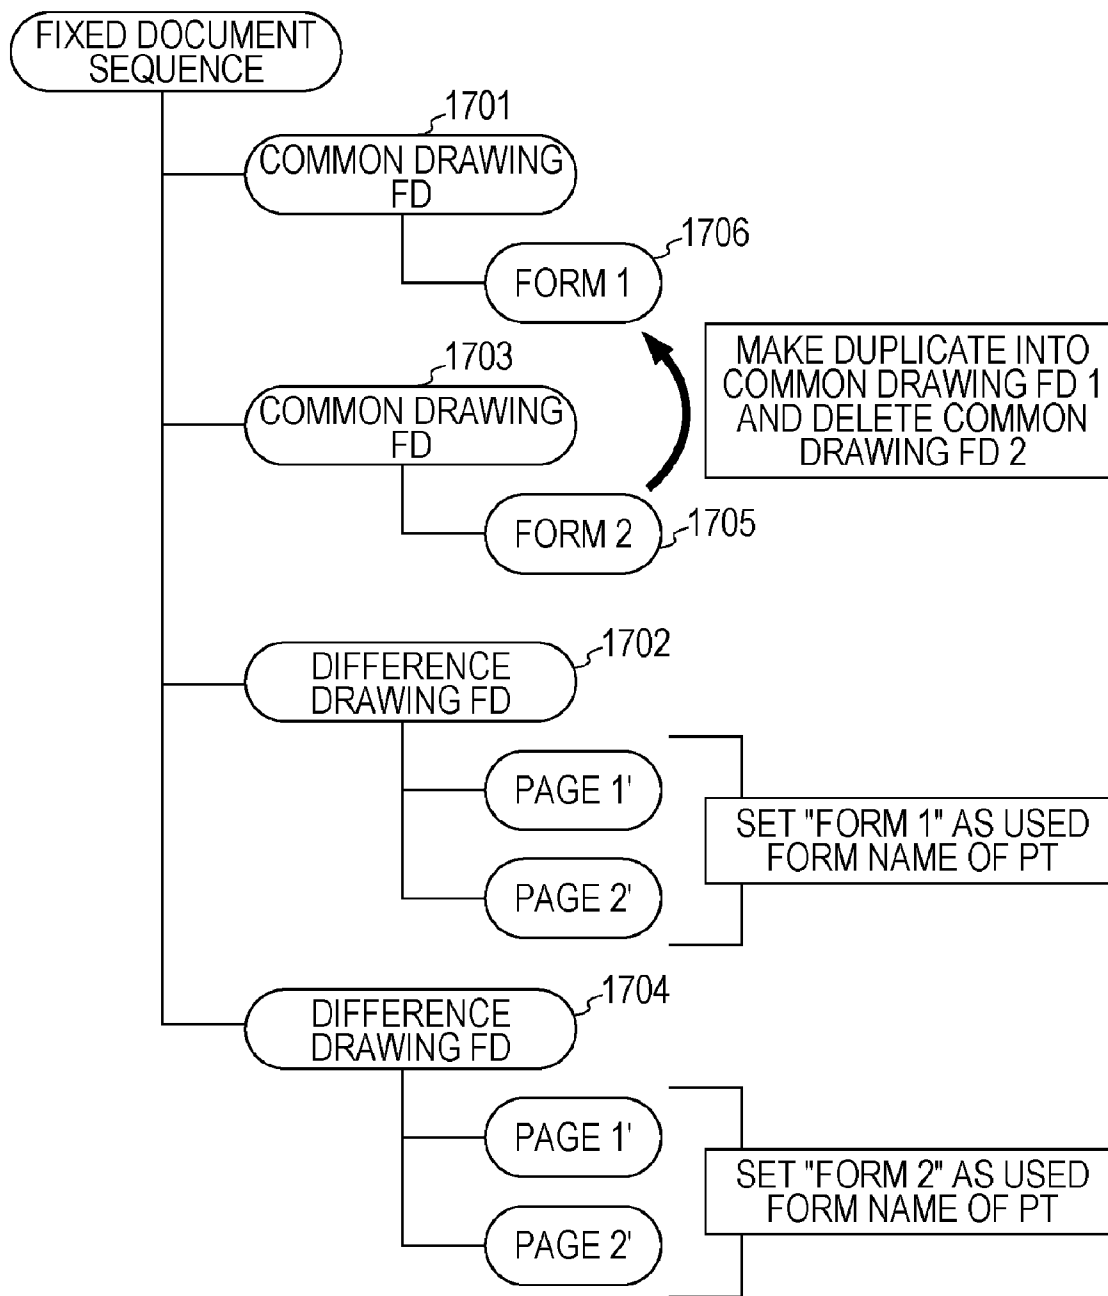 FIXED DOCUMENT
SEQUENCE
1701
COMMON DRAWING
FD
1706
FORM 1
MAKE DUPLICATE INTO
COMMON DRAWING FD 1
AND DELETE COMMON
DRAWING FD 2
1703
COMMON DRAWING
FD
FORM 2
1705
1702
DIFFERENCE
DRAWING FD
PAGE 1'
SET "FORM 1" AS USED
FORM NAME OF PT
PAGE 2'
1704
DIFFERENCE
DRAWING FD
PAGE 1'
SET "FORM 2" AS USED
FORM NAME OF PT
PAGE 2'